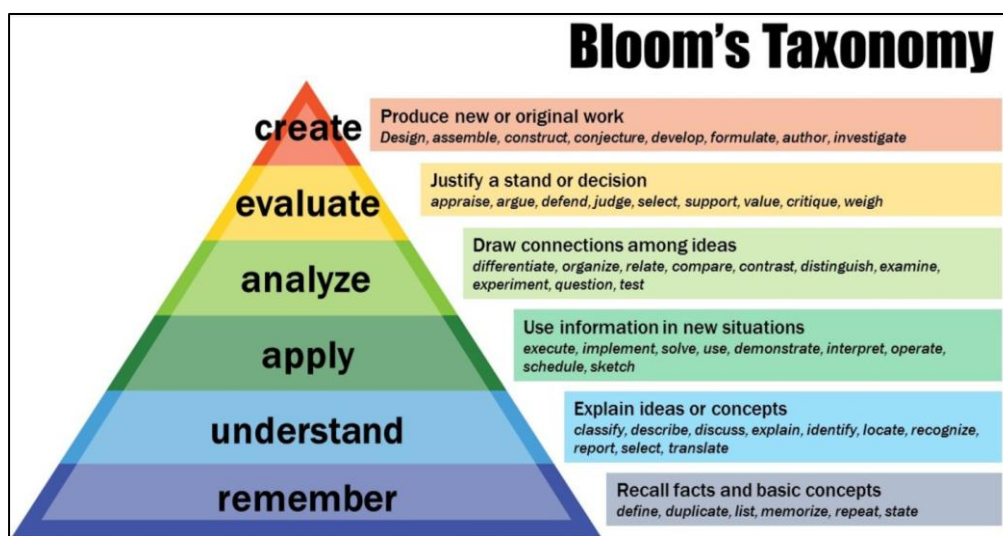 Bloom's Taxonomy
create
Produce new or original work
Design, assemble, construct, conjecture, develop, formulate, author, investigate
evaluate
Justify a stand or decision
appraise, argue, defend, judge, select, support, value, critique, weigh
analyze
Draw connections among ideas
differentiate, organize, relate, compare, contrast, distinguish, examine,
experiment, question, test
apply
Use information in new situations
execute, implement, solve, use, demonstrate, interpret, operate,
schedule, sketch
understand
Explain ideas or concepts
classify, describe, discuss, explain, identify, locate, recognize,
report, select, translate
remember
Recall facts and basic concepts
define, duplicate, list, memorize, repeat, state